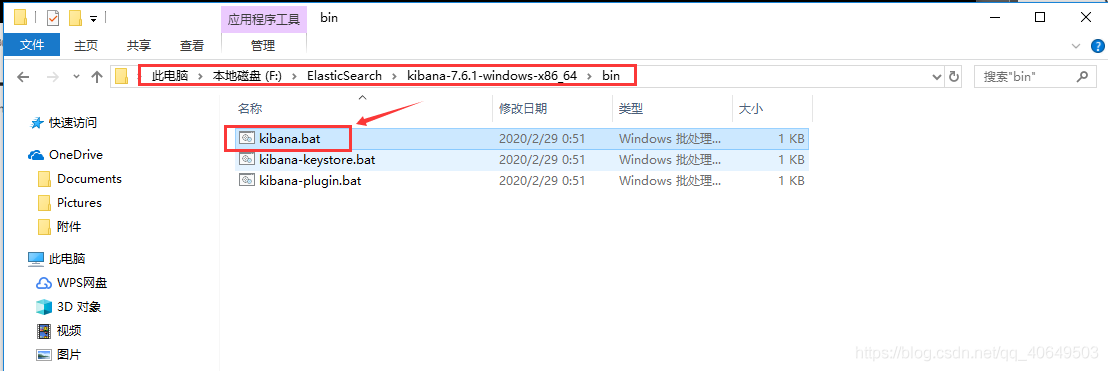 应用程序工具 bin
文件 主页 共享 查看 管理
此电脑 本地磁盘 (F:) ElasticSearch kibana-7.6.1-windows-x86_64 bin 搜索"bin"
名称 修改日期 类型 大小
快速访问
OneDrive
Documents
Pictures
附件
此电脑
WPS网盘
3D 对象
视频
图片
kibana.bat 2020/2/29 0:51 Windows 批处理... 1 KB
kibana-keystore.bat 2020/2/29 0:51 Windows 批处理... 1 KB
kibana-plugin.bat 2020/2/29 0:51 Windows 批处理... 1 KB
https://blog.csdn.net/qq_40649503